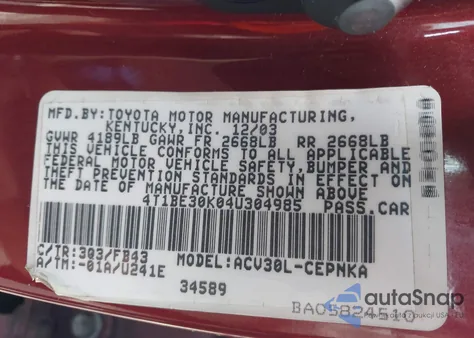 MFD.BY:TOYOTA MOTOR MANUFACTURING,
KENTUCKY,INC. 12/03
GVWR 4189LB GAWR FR 2668LB RR 2668LB
THIS VEHICLE CONFORMS TO ALL APPLICABLE
FEDERAL MOTOR VEHICLE SAFETY, BUMPER AND
THEFT PREVENTION STANDARDS IN EFFECT ON
THE DATE OF MANUFACTURE SHOWN ABOVE.
4T1BE30K04U304985 PASS.CAR
C/TR:303/FB43 MODEL:ACV30L-CEPNKA
A/TM:-01A/U241E
34589
BA05824510
autoSnap